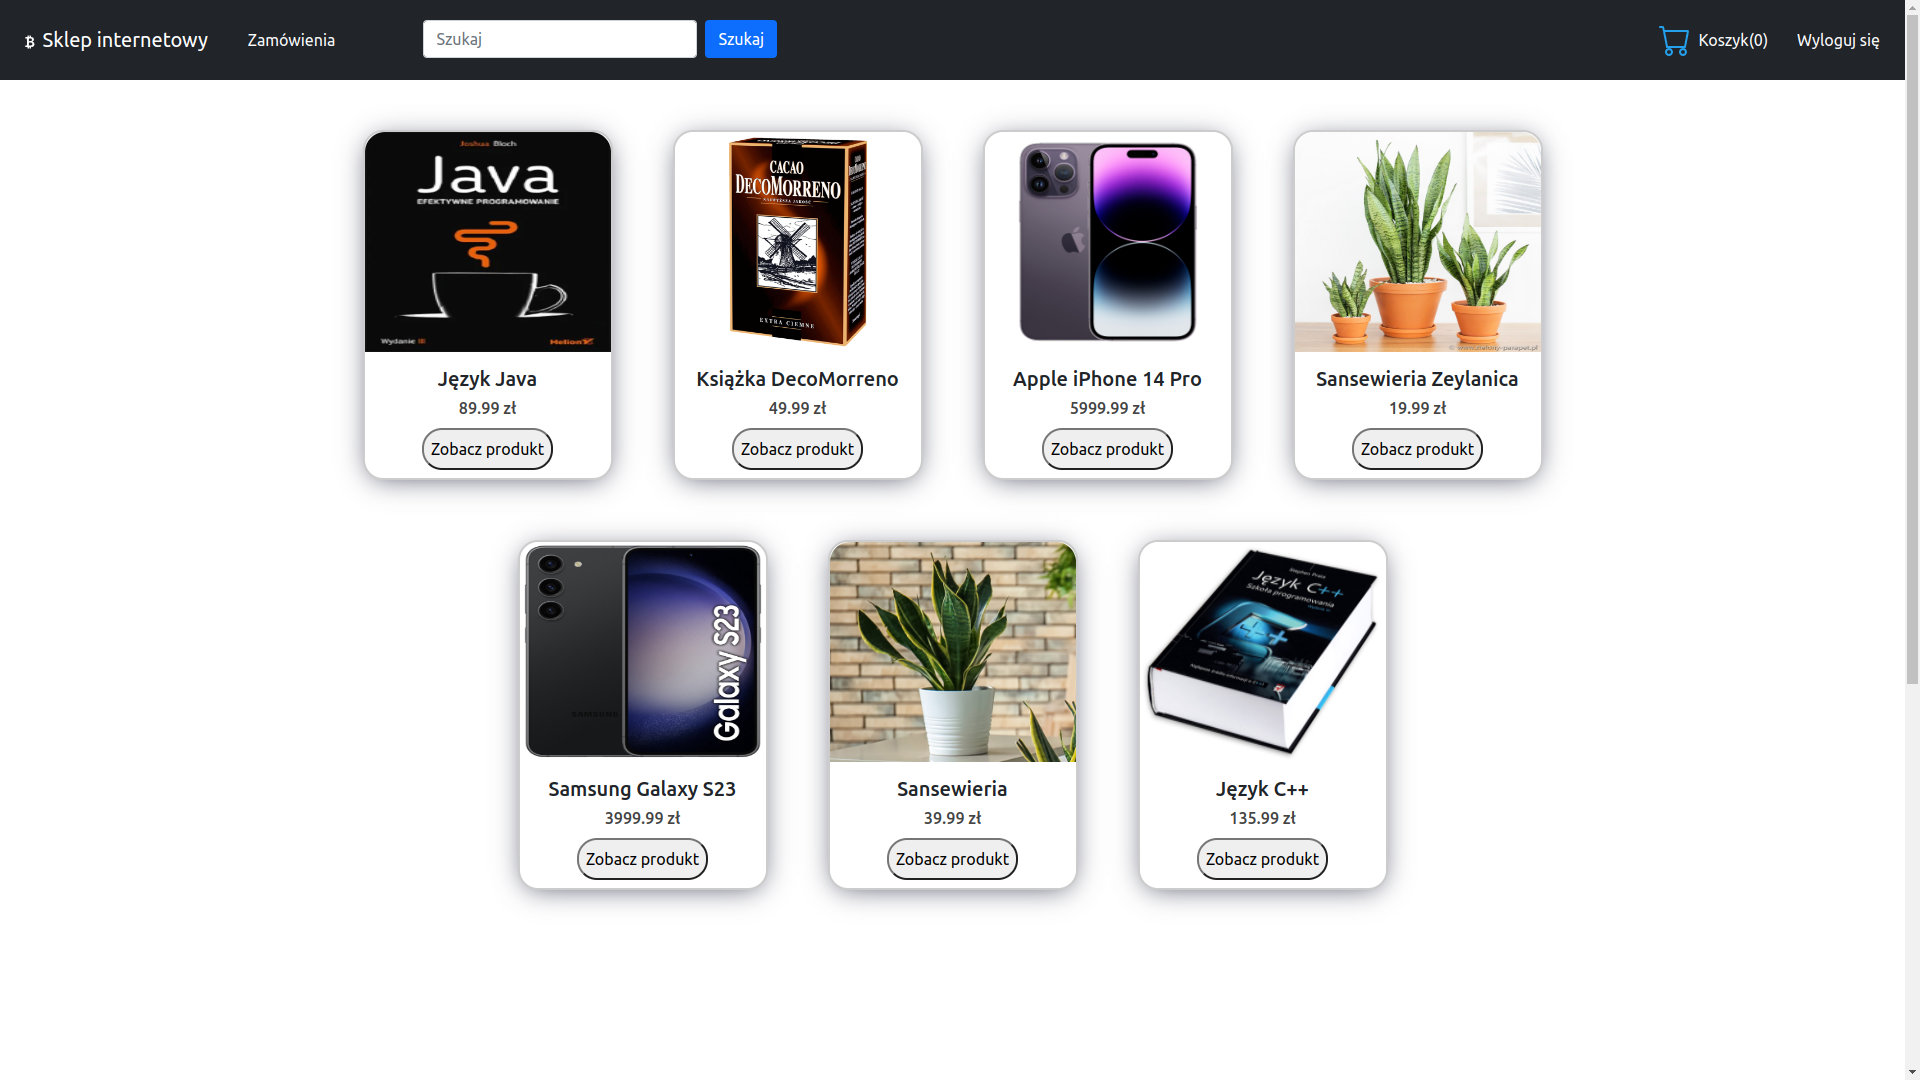 Sklep internetowy
Zamówienia
Szukaj
Szukaj
Koszyk(0)
Wyloguj się
Joshua Bloch
Java
EFEKTYWNE PROGRAMOWANIE
Wydanie III
Helion
Język Java
89.99 zł
Zobacz produkt
CACAO
DECOMORRENO
EXTRA CIEMNE
Książka DecoMorreno
49.99 zł
Zobacz produkt
Apple iPhone 14 Pro
5999.99 zł
Zobacz produkt
Sansewieria Zeylanica
19.99 zł
Zobacz produkt
SAMSUNG
Galaxy S23
Samsung Galaxy S23
3999.99 zł
Zobacz produkt
Sansewieria
39.99 zł
Zobacz produkt
Stephen Prata
Język C++
Szkoła programowania
Język C++
135.99 zł
Zobacz produkt